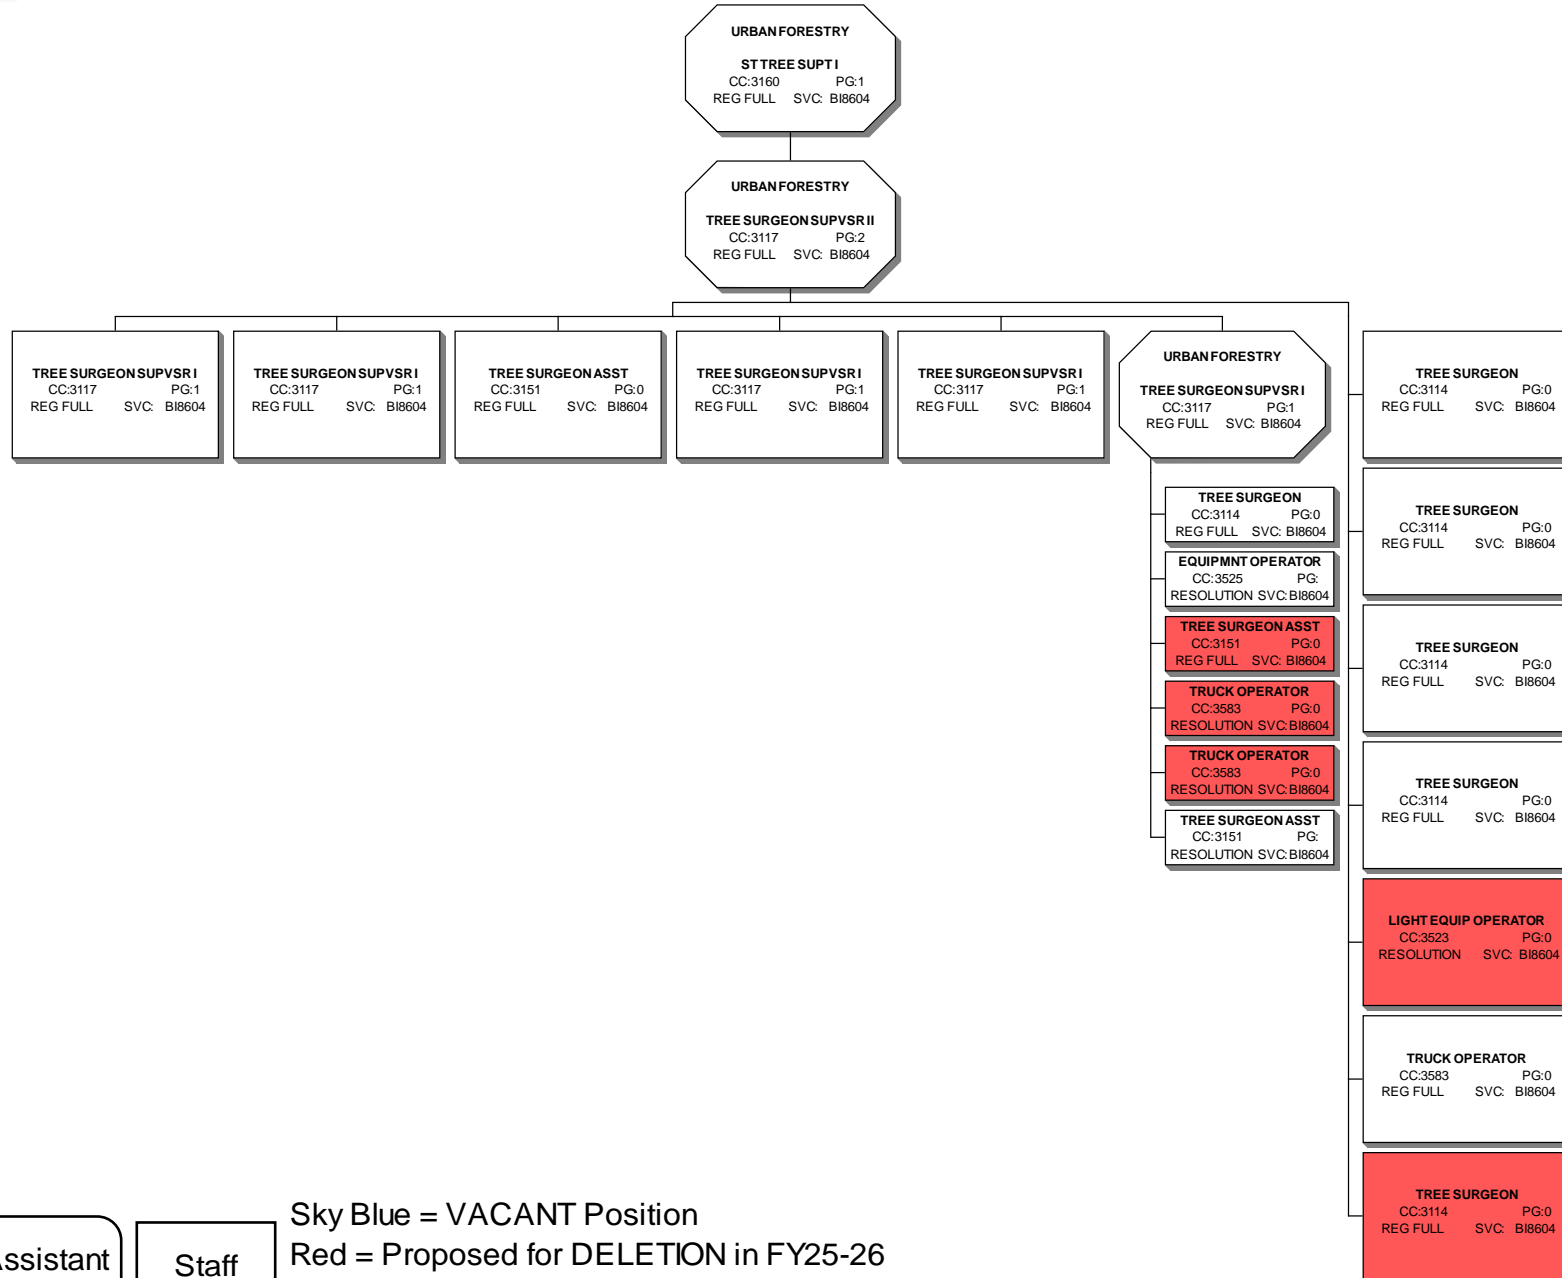 URBAN FORESTRY
ST TREE SUPT I
CC:3160 PG:1
REG FULL SVC: BI8604
URBAN FORESTRY
TREE SURGEON SUPVSR II
CC:3117 PG:2
REG FULL SVC: BI8604
TREE SURGEON SUPVSR I
CC:3117 PG:1
REG FULL SVC: BI8604
TREE SURGEON SUPVSR I
CC:3117 PG:1
REG FULL SVC: BI8604
TREE SURGEON ASST
CC:3151 PG:0
REG FULL SVC: BI8604
TREE SURGEON SUPVSR I
CC:3117 PG:1
REG FULL SVC: BI8604
TREE SURGEON SUPVSR I
CC:3117 PG:1
REG FULL SVC: BI8604
URBAN FORESTRY
TREE SURGEON SUPVSR I
CC:3117 PG:1
REG FULL SVC: BI8604
TREE SURGEON
CC:3114 PG:0
REG FULL SVC: BI8604
EQUIPMNT OPERATOR
CC:3525 PG:
RESOLUTION SVC: BI8604
TREE SURGEON ASST
CC:3151 PG:0
REG FULL SVC: BI8604
TRUCK OPERATOR
CC:3583 PG:0
RESOLUTION SVC: BI8604
TRUCK OPERATOR
CC:3583 PG:0
RESOLUTION SVC: BI8604
TREE SURGEON ASST
CC:3151 PG:
RESOLUTION SVC: BI8604
TREE SURGEON
CC:3114 PG:0
REG FULL SVC: BI8604
TREE SURGEON
CC:3114 PG:0
REG FULL SVC: BI8604
TREE SURGEON
CC:3114 PG:0
REG FULL SVC: BI8604
TREE SURGEON
CC:3114 PG:0
REG FULL SVC: BI8604
LIGHT EQUIP OPERATOR
CC:3523 PG:0
RESOLUTION SVC: BI8604
TRUCK OPERATOR
CC:3583 PG:0
REG FULL SVC: BI8604
TREE SURGEON
CC:3114 PG:0
REG FULL SVC: BI8604
ssistant
Staff
Sky Blue = VACANT Position
Red = Proposed for DELETION in FY25-26